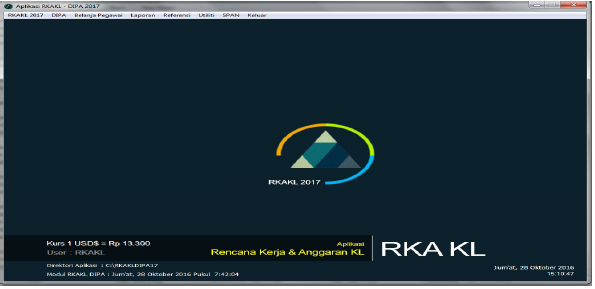 Aplikasi RKAKL - DIPA 2017
RKAKL 2017 DIPA Belanja Pegawai Laporan Referensi Utiliti SPAN Keluar
RKAKL 2017
Kurs 1 USD$ = Rp 13.300
User : RKAKL
Aplikasi
Rencana Kerja & Anggaran KL
RKA KL
Direktori Aplikasi : C:\RKAKLDIPA17
Modul RKAKL DIPA : Jum'at, 28 Oktober 2016 Pukul 7:42:04
Jum'at, 28 Oktober 2016
15:10:47